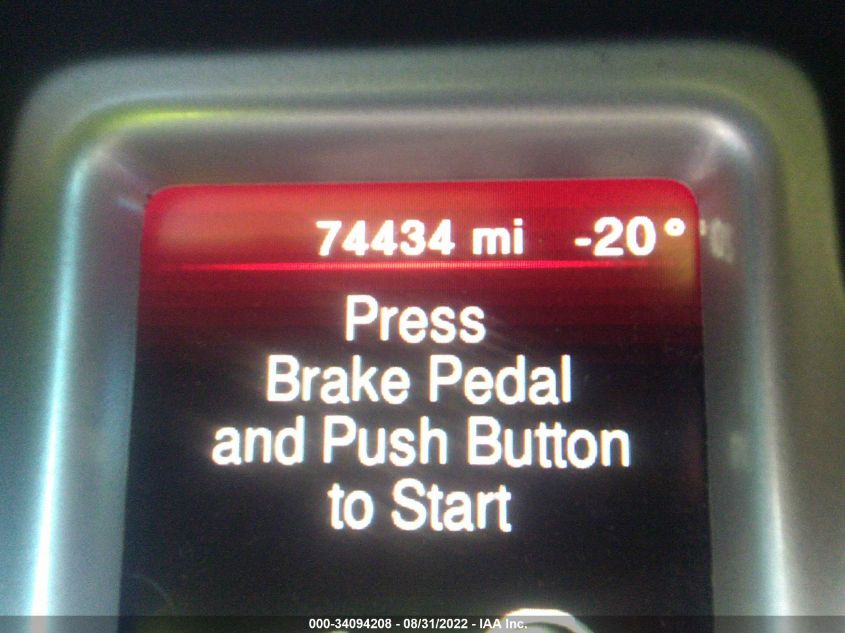 74434 mi -20°
Press
Brake Pedal
and Push Button
to Start
000-34094208 - 08/31/2022 - IAA Inc.